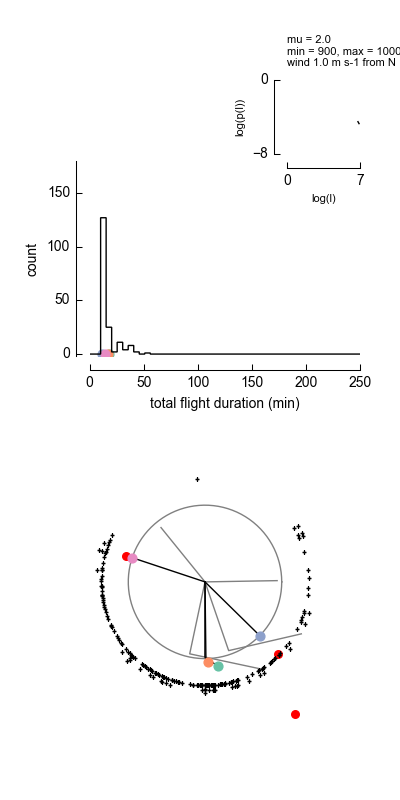 mu = 2.0
min = 900, max = 1000
wind 1.0 m s-1 from N
0
log(p(l))
−8
0 7
log(l)
150
100
50
0
count
0 50 100 150 200 250
total flight duration (min)